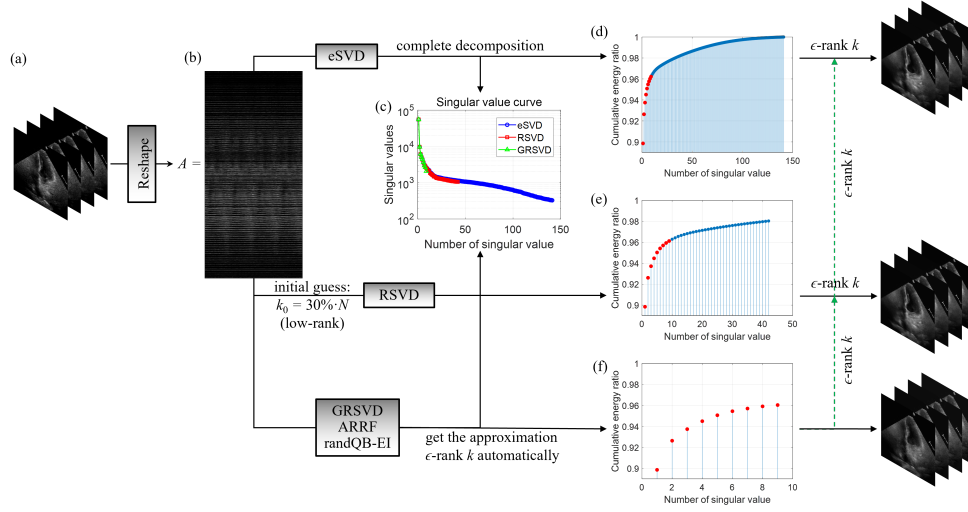 (a)
Reshape
A =
(b)
eSVD
complete decomposition
(c)
Singular value curve
Singular values
10^5
10^4
10^3
10^2
eSVD
RSVD
GRSVD
0 50 100 150
Number of singular value
initial guess:
k_0 = 30%·N
(low-rank)
RSVD
GRSVD
ARRF
randQB-EI
get the approximation
ϵ-rank k automatically
(d)
Cumulative energy ratio
1
0.98
0.96
0.94
0.92
0.9
0 50 100 150
Number of singular value
ϵ-rank k
ϵ-rank k
(e)
Cumulative energy ratio
1
0.98
0.96
0.94
0.92
0.9
0 10 20 30 40 50
Number of singular value
ϵ-rank k
ϵ-rank k
(f)
Cumulative energy ratio
1
0.98
0.96
0.94
0.92
0.9
0 2 4 6 8 10
Number of singular value